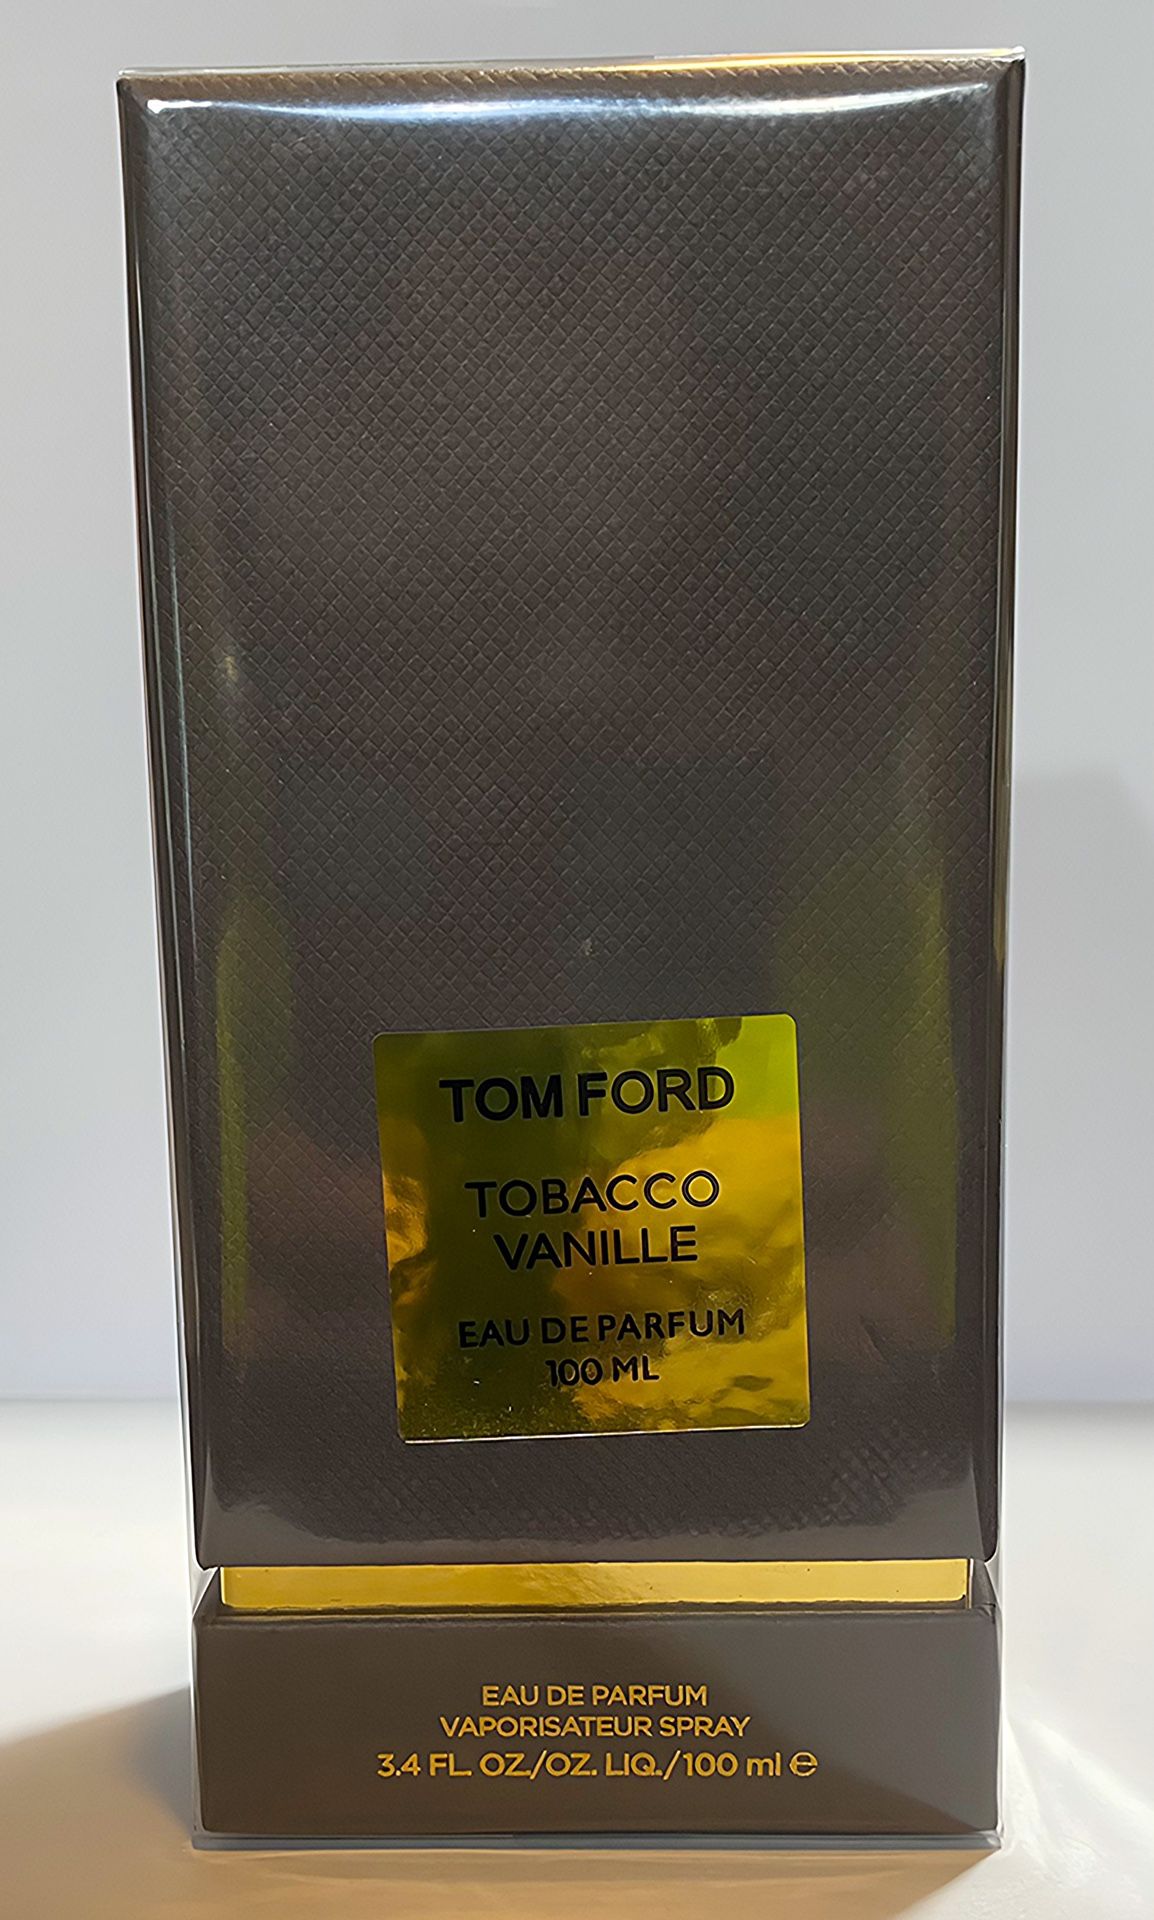 TOM FORD
TOBACCO
VANILLE
EAU DE PARFUM
100 ML
EAU DE PARFUM
VAPORISATEUR SPRAY
3.4 FL. OZ./OZ. LIQ./100 ml ℮